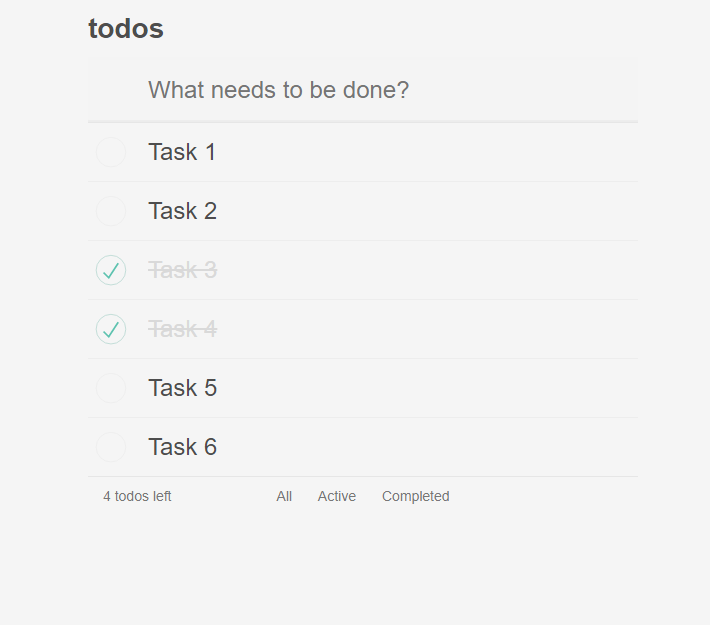 todos
What needs to be done?
Task 1
Task 2
Task 3
Task 4
Task 5
Task 6
4 todos left All Active Completed